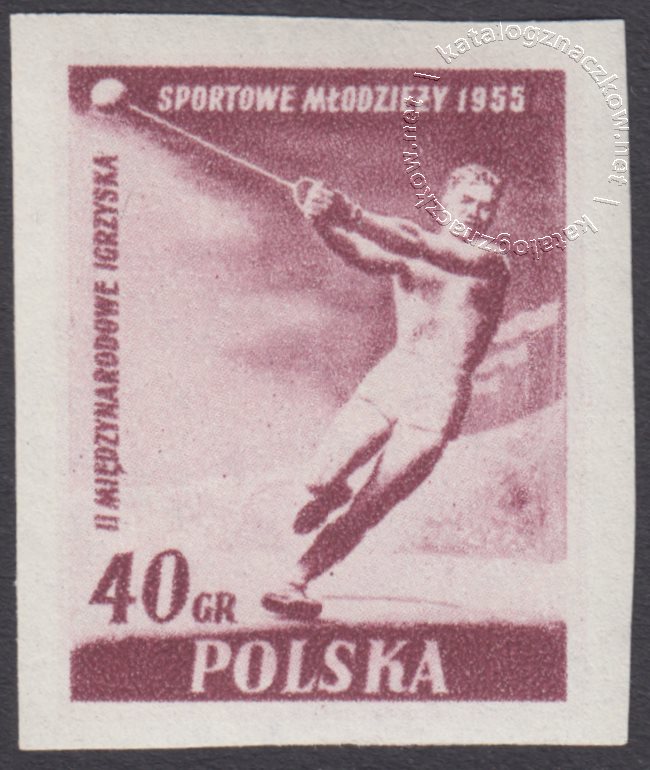 SPORTOWE MŁODZIEŻY 1955
II MIĘDZYNARODOWE IGRZYSKA
40 GR
POLSKA
katalogznaczkow.net | katalogznaczkow.net |